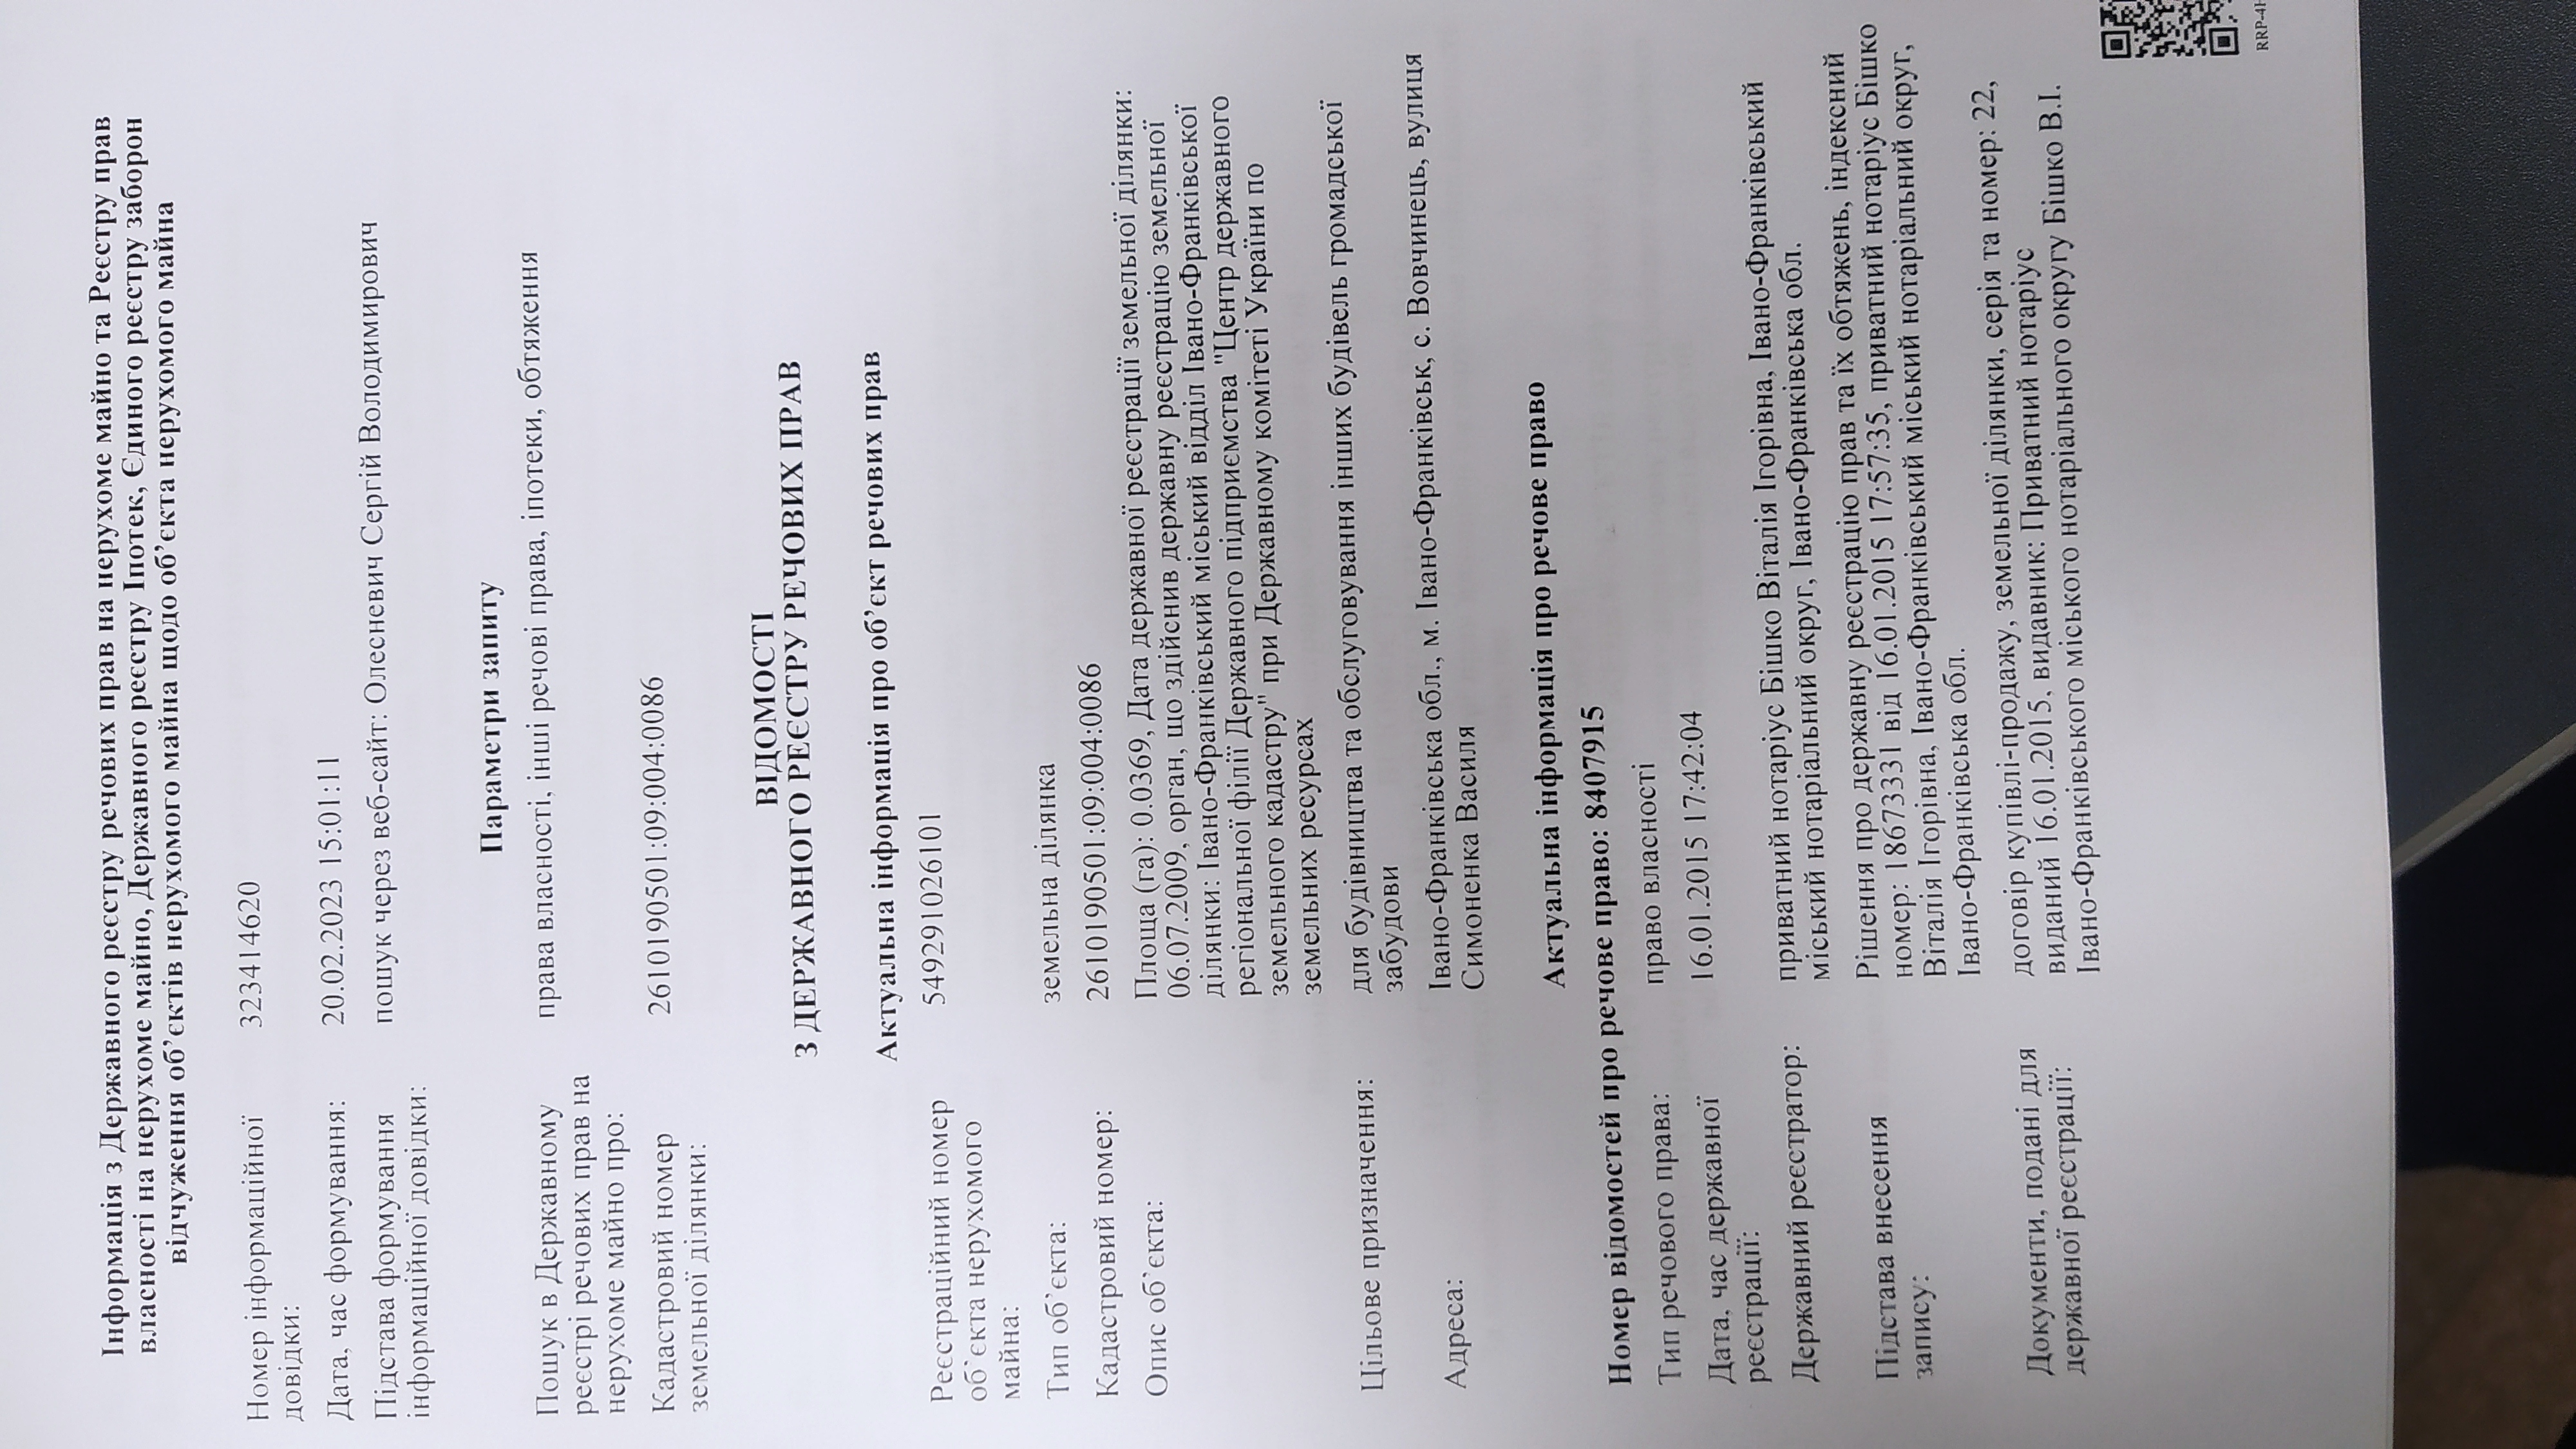 Інформація з Державного реєстру речових прав на нерухоме майно та Реєстру прав
власності на нерухоме майно, Державного реєстру Іпотек, Єдиного реєстру заборон
відчуження об’єктів нерухомого майна щодо об’єкта нерухомого майна
Номер інформаційної
довідки:
323414620
Дата, час формування:
20.02.2023 15:01:11
Підстава формування
інформаційної довідки:
пошук через веб-сайт: Олесневич Сергій Володимирович
Параметри запиту
Пошук в Державному
реєстрі речових прав на
нерухоме майно про:
права власності, інші речові права, іпотеки, обтяження
Кадастровий номер
земельної ділянки:
2610190501:09:004:0086
ВІДОМОСТІ
З ДЕРЖАВНОГО РЕЄСТРУ РЕЧОВИХ ПРАВ
Актуальна інформація про об’єкт речових прав
Реєстраційний номер
об`єкта нерухомого
майна:
549291026101
Тип об’єкта:
земельна ділянка
Кадастровий номер:
2610190501:09:004:0086
Опис об’єкта:
Площа (га): 0.0369, Дата державної реєстрації земельної ділянки:
06.07.2009, орган, що здійснив державну реєстрацію земельної
ділянки: Івано-Франківський міський відділ Івано-Франківської
регіональної філії Державного підприємства "Центр державного
земельного кадастру" при Державному комітеті України по
земельних ресурсах
Цільове призначення:
для будівництва та обслуговування інших будівель громадської
забудови
Адреса:
Івано-Франківська обл., м. Івано-Франківськ, с. Вовчинець, вулиця
Симоненка Василя
Актуальна інформація про речове право
Номер відомостей про речове право: 8407915
Тип речового права:
право власності
Дата, час державної
реєстрації:
16.01.2015 17:42:04
Державний реєстратор:
приватний нотаріус Бішко Віталія Ігорівна, Івано-Франківський
міський нотаріальний округ, Івано-Франківська обл.
Підстава внесення
запису:
Рішення про державну реєстрацію прав та їх обтяжень, індексний
номер: 18673331 від 16.01.2015 17:57:35, приватний нотаріус Бішко
Віталія Ігорівна, Івано-Франківський міський нотаріальний округ,
Івано-Франківська обл.
Документи, подані для
державної реєстрації:
договір купівлі-продажу, земельної ділянки, серія та номер: 22,
виданий 16.01.2015, видавник: Приватний нотаріус
Івано-Франківського міського нотаріального округу Бішко В.І.